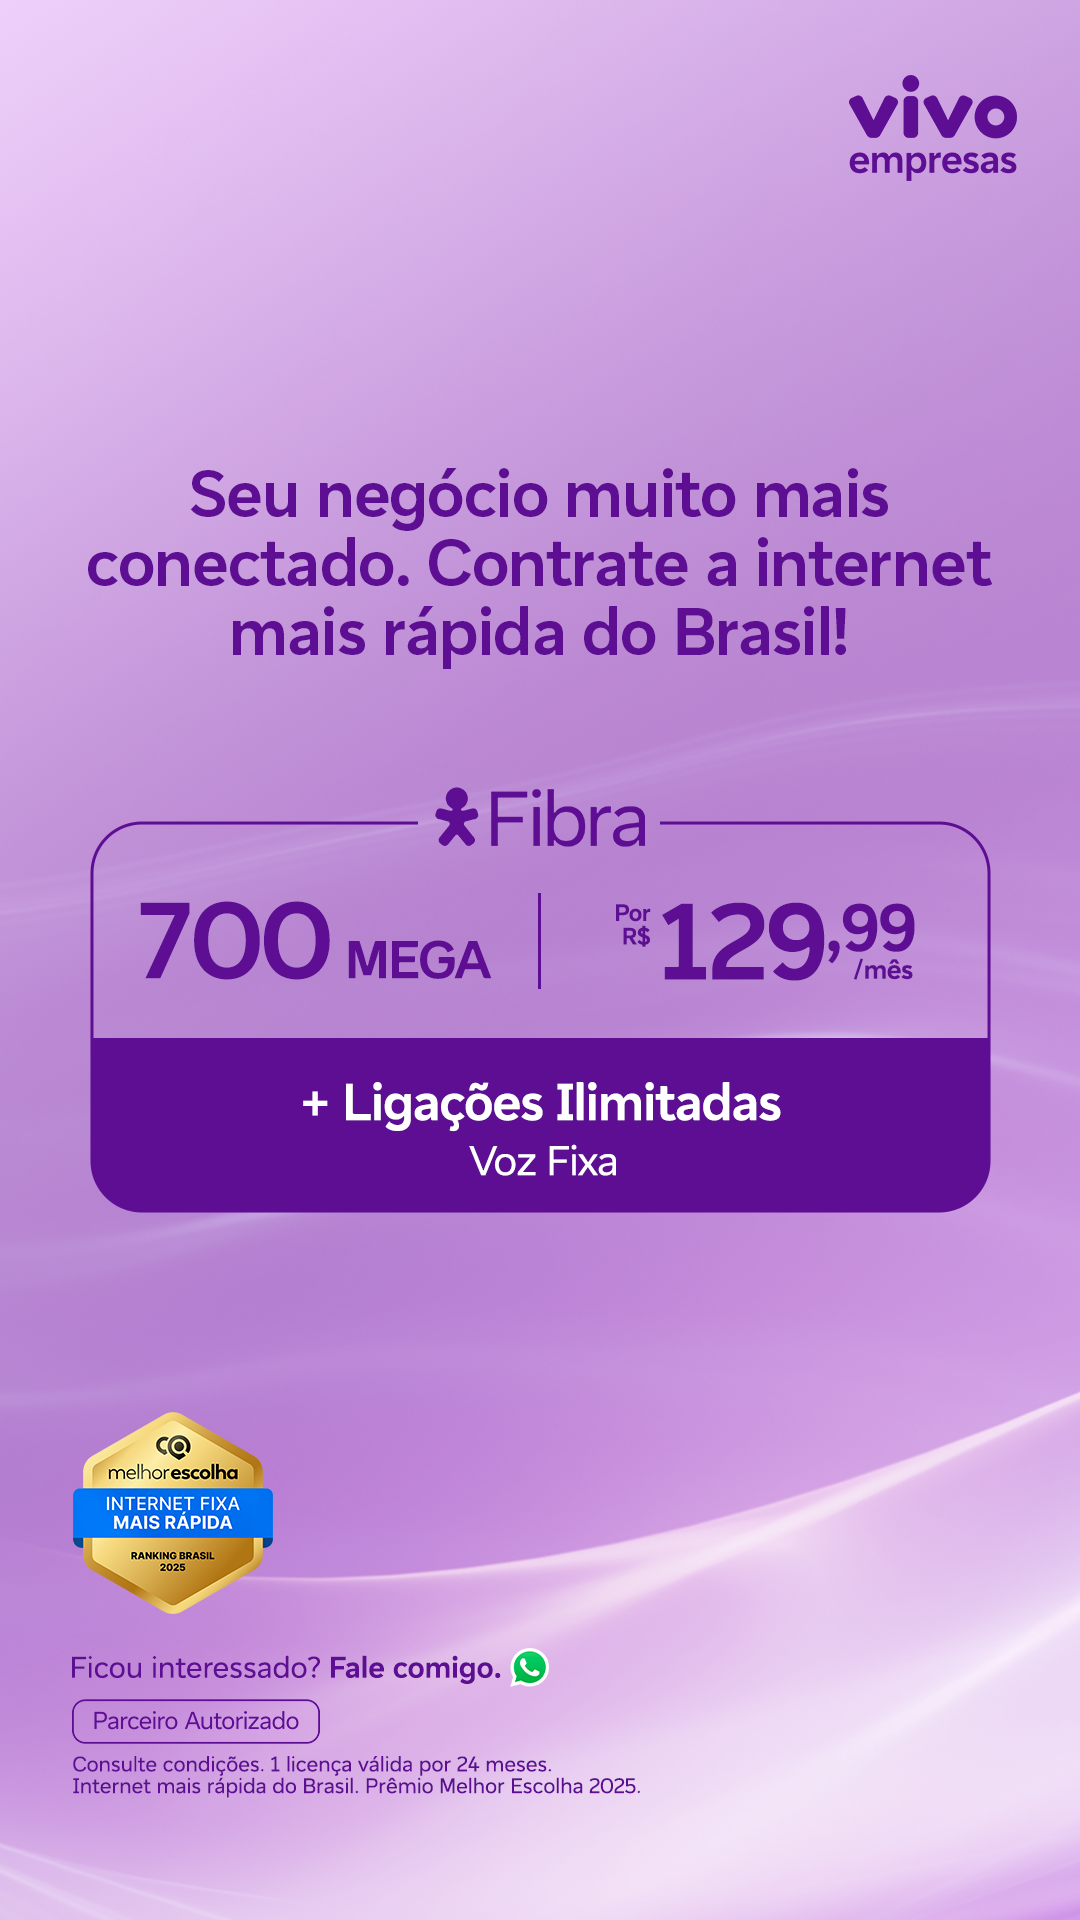 vivo
empresas
Seu negócio muito mais
conectado. Contrate a internet
mais rápida do Brasil!
Fibra
700 MEGA
Por R$ 129,99 /mês
+ Ligações Ilimitadas
Voz Fixa
melhorescolha
INTERNET FIXA
MAIS RÁPIDA
RANKING BRASIL
2025
Ficou interessado? Fale comigo.
Parceiro Autorizado
Consulte condições. 1 licença válida por 24 meses.
Internet mais rápida do Brasil. Prêmio Melhor Escolha 2025.